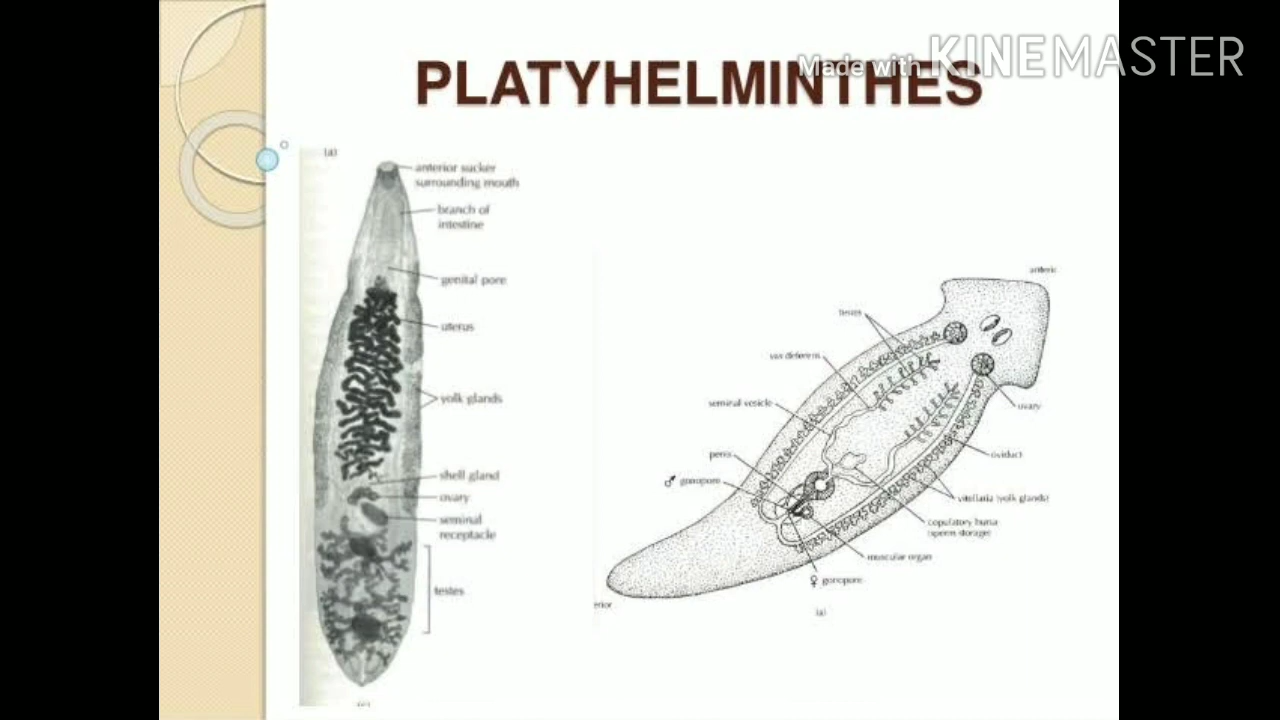 Made with KINEMASTER
PLATYHELMINTHES
(a)
anterior sucker
surrounding mouth
branch of
intestine
genital pore
uterus
yolk glands
shell gland
ovary
seminal
receptacle
testes
anteric
testes
vas deferens
seminal vesicle
penis
♂ gonopore
ovary
oviduct
vitellaria (yolk glands)
copulatory bursa
(sperm storage)
muscular organ
♀ gonopore
erior
(a)